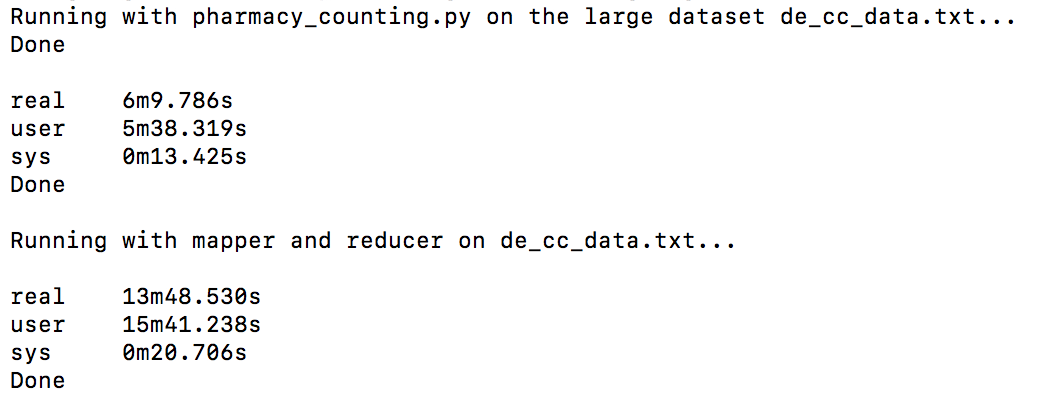 Running with pharmacy_counting.py on the large dataset de_cc_data.txt...
Done
real 6m9.786s
user 5m38.319s
sys 0m13.425s
Done
Running with mapper and reducer on de_cc_data.txt...
real 13m48.530s
user 15m41.238s
sys 0m20.706s
Done